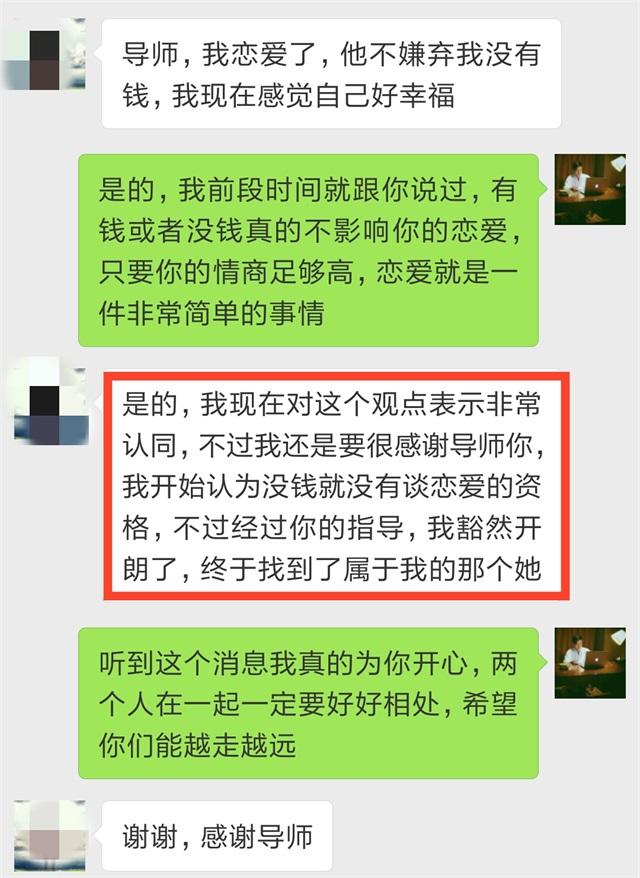 导师，我恋爱了，他不嫌弃我没有
钱，我现在感觉自己好幸福
是的，我前段时间就跟你说过，有
钱或者没钱真的不影响你的恋爱，
只要你的情商足够高，恋爱就是一
件非常简单的事情
是的，我现在对这个观点表示非常
认同，不过我还是要很感谢导师你，
我开始认为没钱就没有谈恋爱的资
格，不过经过你的指导，我豁然开
朗了，终于找到了属于我的那个她
听到这个消息我真的为你开心，两
个人在一起一定要好好相处，希望
你们能越走越远
谢谢，感谢导师